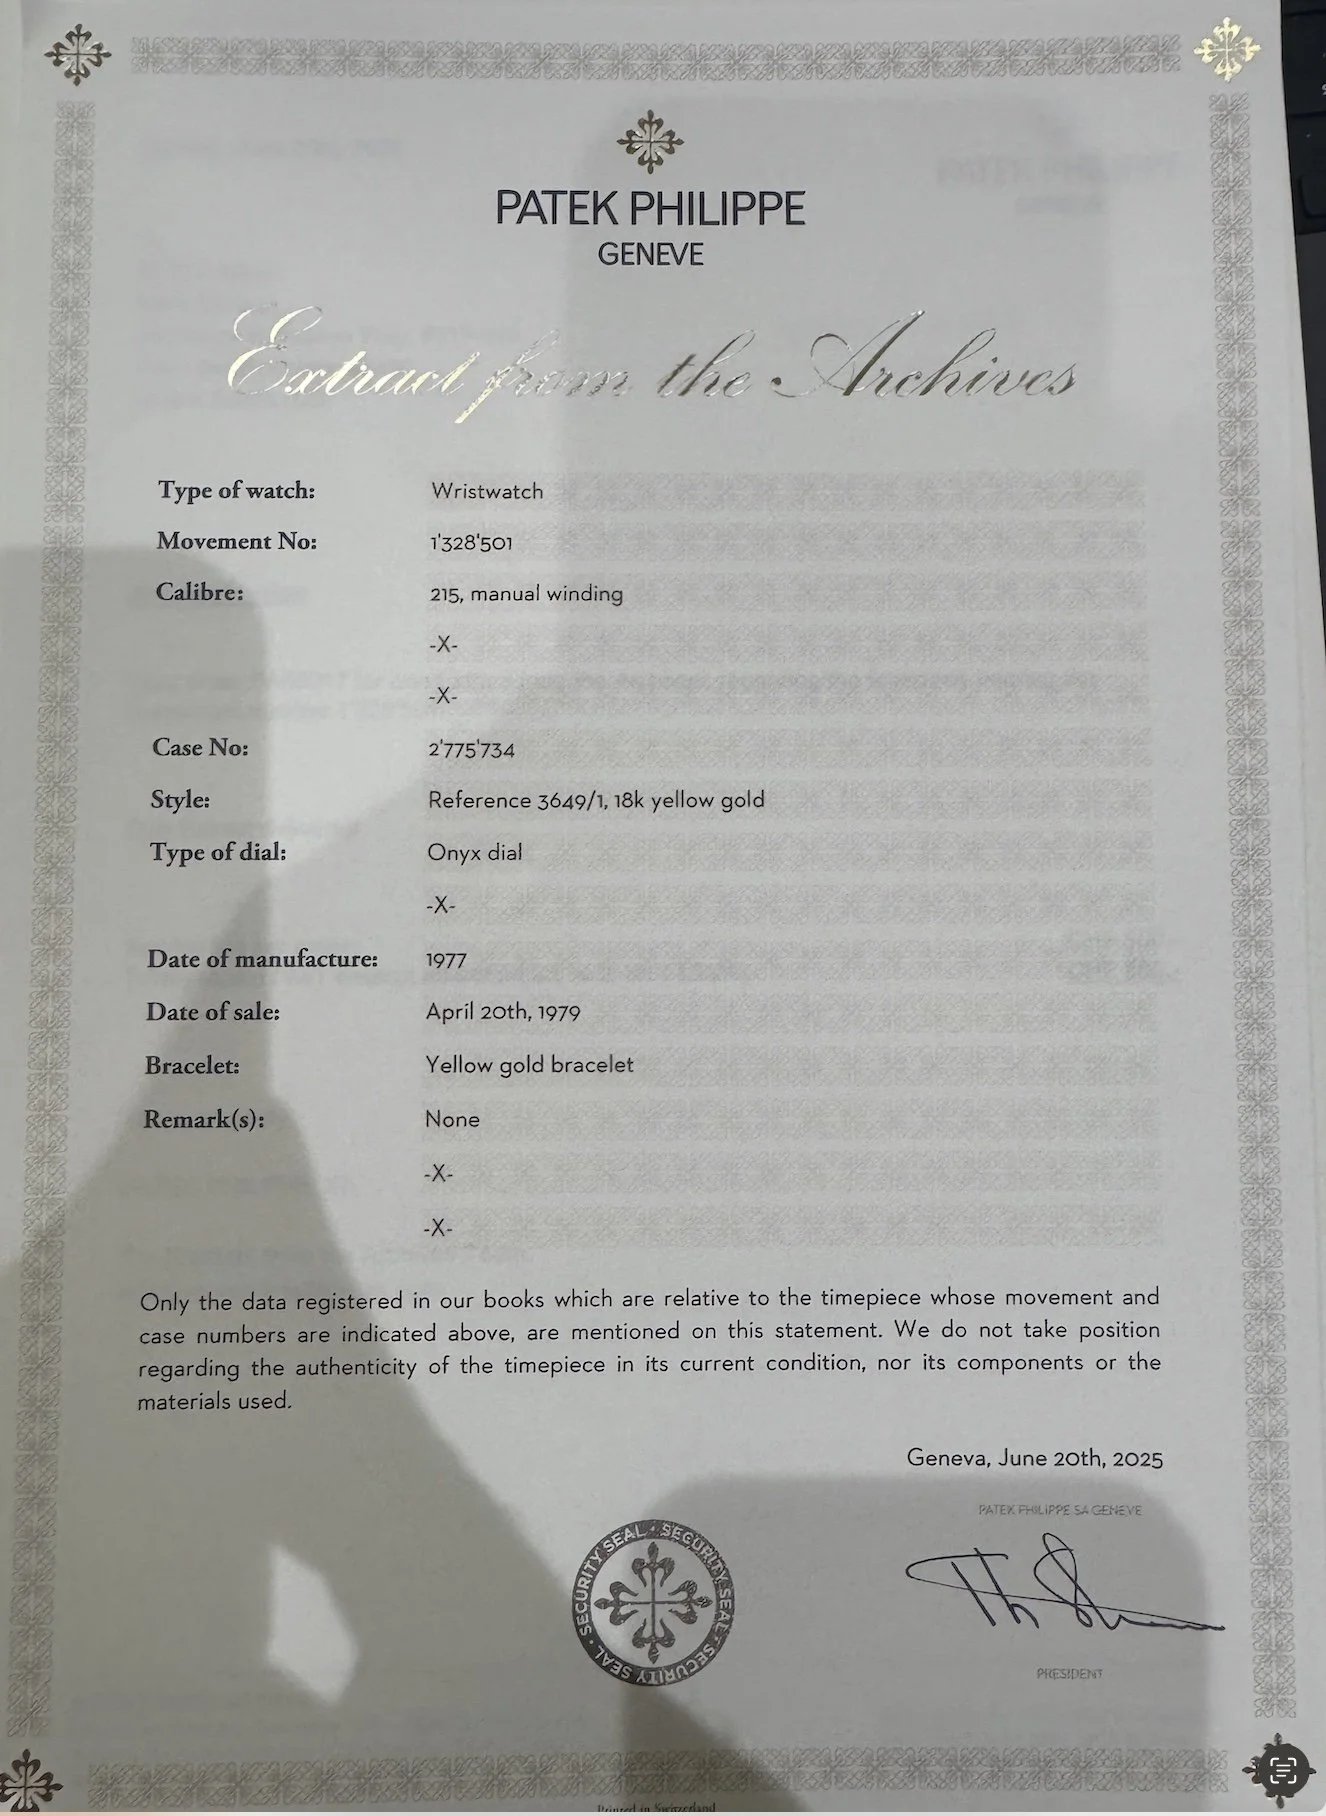 PATEK PHILIPPE
GENEVE
Extract from the Archives
Type of watch: Wristwatch
Movement No: 1'328'501
Calibre: 215, manual winding
-X-
-X-
Case No: 2'775'734
Style: Reference 3649/1, 18k yellow gold
Type of dial: Onyx dial
-X-
Date of manufacture: 1977
Date of sale: April 20th, 1979
Bracelet: Yellow gold bracelet
Remark(s): None
-X-
-X-
Only the data registered in our books which are relative to the timepiece whose movement and
case numbers are indicated above, are mentioned on this statement. We do not take position
regarding the authenticity of the timepiece in its current condition, nor its components or the
materials used.
Geneva, June 20th, 2025
PATEK PHILIPPE SA GENEVE
SECURITY SEAL · SECURITY SEAL · SECURITY SEAL ·
PRESIDENT
Printed in Switzerland